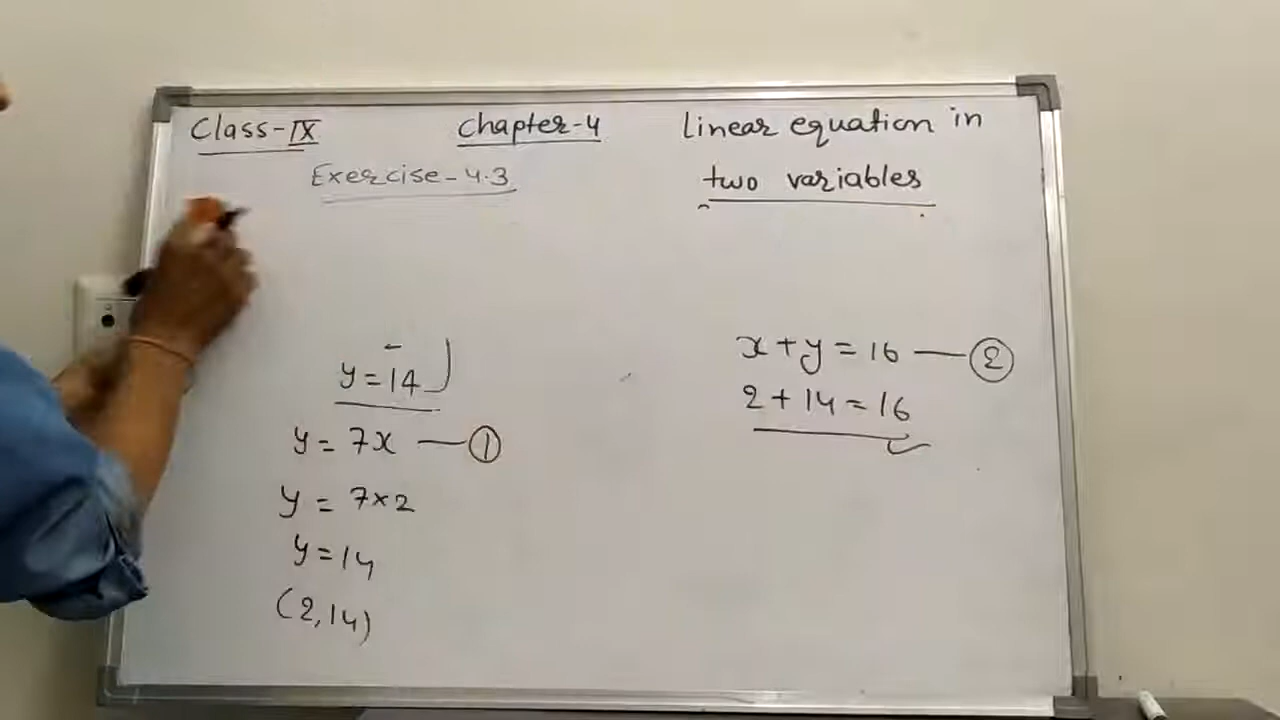 Class-IX
Chapter-4
Linear equation in
two variables
Exercise-4.3
y=14
y = 7x — ①
y = 7×2
y=14
(2,14)
x+y=16 — ②
2+14=16